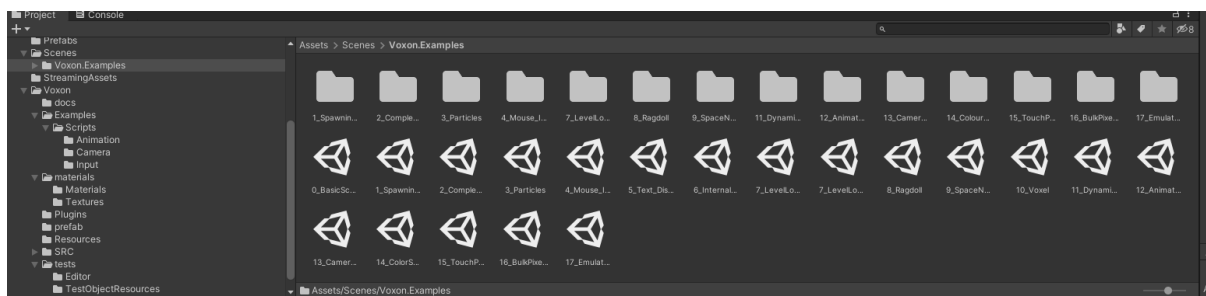 Project Console
8
Prefabs
Scenes
Voxon.Examples
StreamingAssets
Voxon
docs
Examples
Scripts
Animation
Camera
Input
materials
Materials
Textures
Plugins
prefab
Resources
SRC
tests
Editor
TestObjectResources
Assets > Scenes > Voxon.Examples
1_Spawnin... 2_Comple... 3_Particles 4_Mouse_I... 7_LevelLo... 8_Ragdoll 9_SpaceN... 11_Dynami... 12_Animat... 13_Camer... 14_Colour... 15_TouchP... 16_BulkPixe... 17_Emulat...
0_BasicSc... 1_Spawnin... 2_Comple... 3_Particles 4_Mouse_I... 5_Text_Dis... 6_Internal... 7_LevelLo... 7_LevelLo... 8_Ragdoll 9_SpaceN... 10_Voxel 11_Dynami... 12_Animat...
13_Camer... 14_ColorS... 15_TouchP... 16_BulkPixe... 17_Emulat...
Assets/Scenes/Voxon.Examples